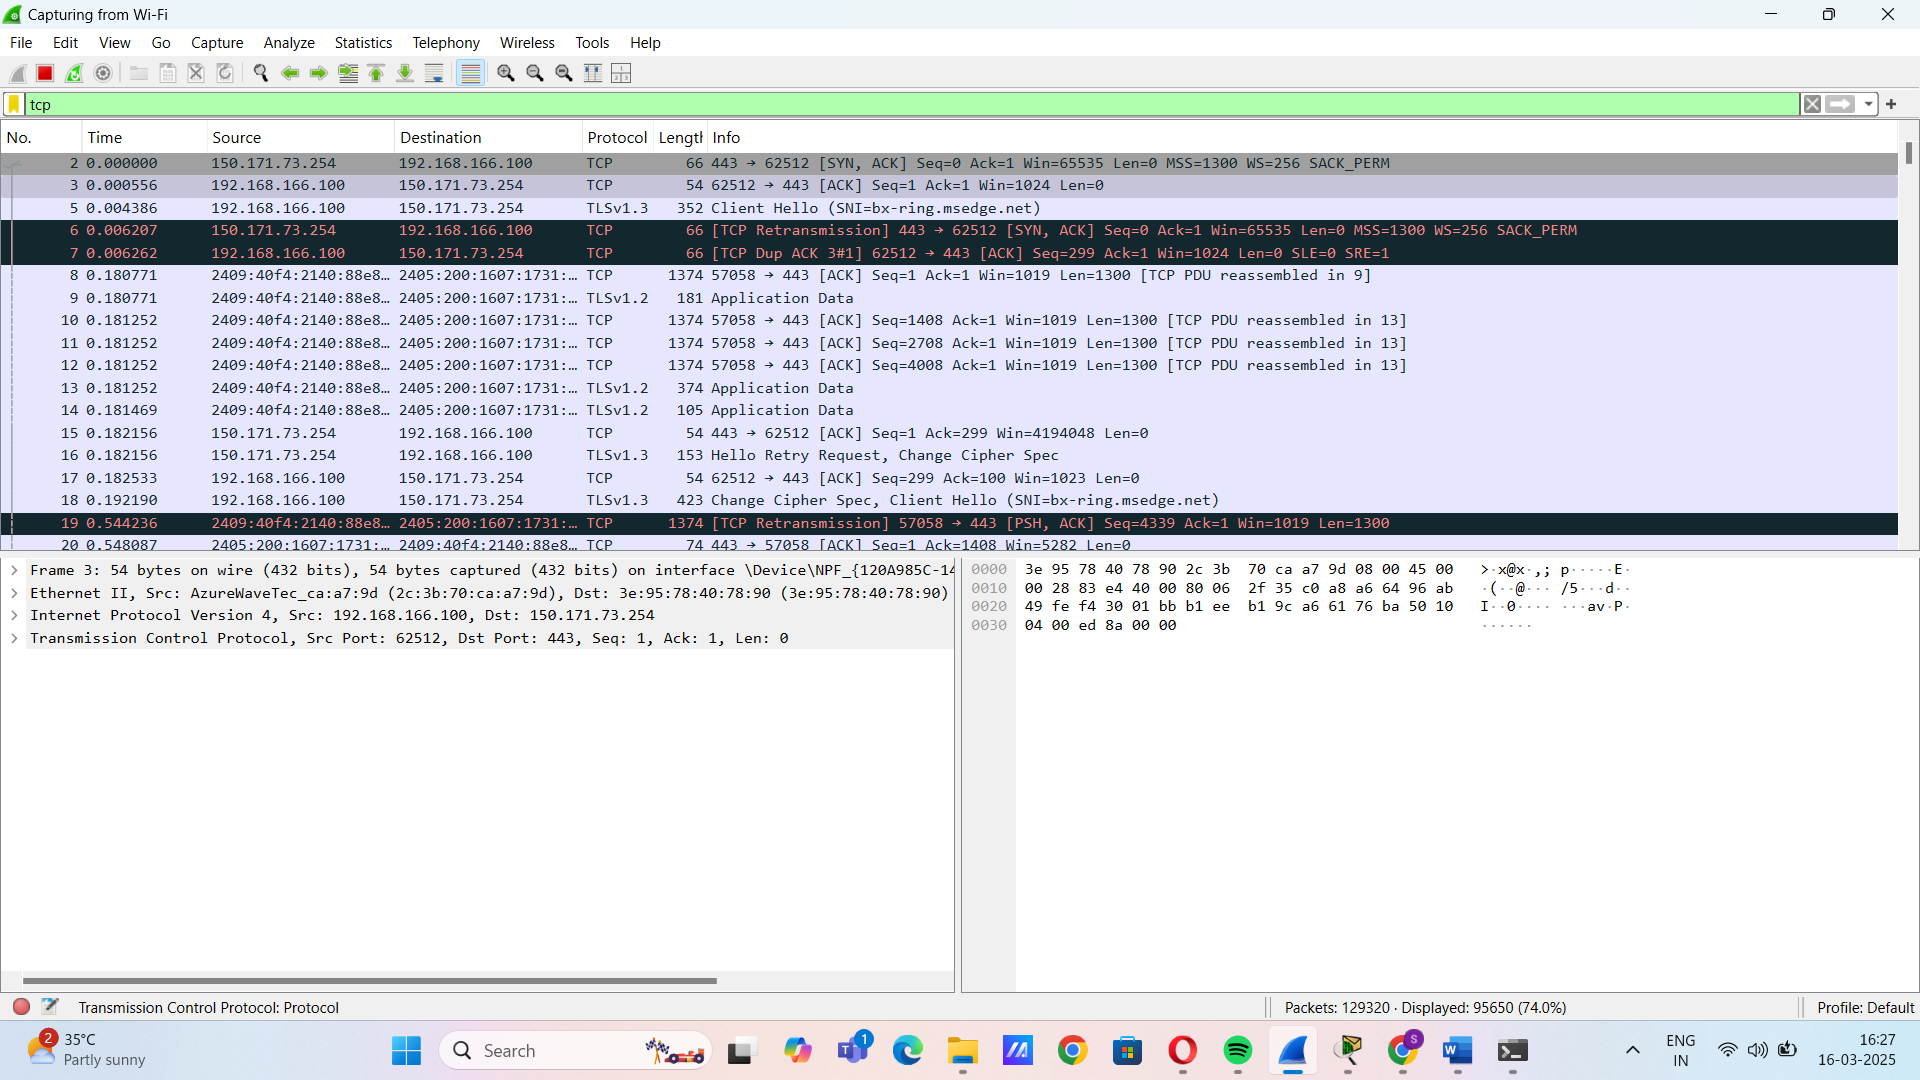 Capturing from Wi-Fi
File Edit View Go Capture Analyze Statistics Telephony Wireless Tools Help
tcp
No. Time Source Destination Protocol Length Info
2 0.000000 150.171.73.254 192.168.166.100 TCP 66 443 → 62512 [SYN, ACK] Seq=0 Ack=1 Win=65535 Len=0 MSS=1300 WS=256 SACK_PERM
3 0.000556 192.168.166.100 150.171.73.254 TCP 54 62512 → 443 [ACK] Seq=1 Ack=1 Win=1024 Len=0
5 0.004386 192.168.166.100 150.171.73.254 TLSv1.3 352 Client Hello (SNI=bx-ring.msedge.net)
6 0.006207 150.171.73.254 192.168.166.100 TCP 66 [TCP Retransmission] 443 → 62512 [SYN, ACK] Seq=0 Ack=1 Win=65535 Len=0 MSS=1300 WS=256 SACK_PERM
7 0.006262 192.168.166.100 150.171.73.254 TCP 66 [TCP Dup ACK 3#1] 62512 → 443 [ACK] Seq=299 Ack=1 Win=1024 Len=0 SLE=0 SRE=1
8 0.180771 2409:40f4:2140:88e8… 2405:200:1607:1731:… TCP 1374 57058 → 443 [ACK] Seq=1 Ack=1 Win=1019 Len=1300 [TCP PDU reassembled in 9]
9 0.180771 2409:40f4:2140:88e8… 2405:200:1607:1731:… TLSv1.2 181 Application Data
10 0.181252 2409:40f4:2140:88e8… 2405:200:1607:1731:… TCP 1374 57058 → 443 [ACK] Seq=1408 Ack=1 Win=1019 Len=1300 [TCP PDU reassembled in 13]
11 0.181252 2409:40f4:2140:88e8… 2405:200:1607:1731:… TCP 1374 57058 → 443 [ACK] Seq=2708 Ack=1 Win=1019 Len=1300 [TCP PDU reassembled in 13]
12 0.181252 2409:40f4:2140:88e8… 2405:200:1607:1731:… TCP 1374 57058 → 443 [ACK] Seq=4008 Ack=1 Win=1019 Len=1300 [TCP PDU reassembled in 13]
13 0.181252 2409:40f4:2140:88e8… 2405:200:1607:1731:… TLSv1.2 374 Application Data
14 0.181469 2409:40f4:2140:88e8… 2405:200:1607:1731:… TLSv1.2 105 Application Data
15 0.182156 150.171.73.254 192.168.166.100 TCP 54 443 → 62512 [ACK] Seq=1 Ack=299 Win=4194048 Len=0
16 0.182156 150.171.73.254 192.168.166.100 TLSv1.3 153 Hello Retry Request, Change Cipher Spec
17 0.182533 192.168.166.100 150.171.73.254 TCP 54 62512 → 443 [ACK] Seq=299 Ack=100 Win=1023 Len=0
18 0.192190 192.168.166.100 150.171.73.254 TLSv1.3 423 Change Cipher Spec, Client Hello (SNI=bx-ring.msedge.net)
19 0.544236 2409:40f4:2140:88e8… 2405:200:1607:1731:… TCP 1374 [TCP Retransmission] 57058 → 443 [PSH, ACK] Seq=4339 Ack=1 Win=1019 Len=1300
20 0.548087 2405:200:1607:1731:… 2409:40f4:2140:88e8… TCP 74 443 → 57058 [ACK] Seq=1 Ack=1408 Win=5282 Len=0
Frame 3: 54 bytes on wire (432 bits), 54 bytes captured (432 bits) on interface \Device\NPF_{120A985C-14
Ethernet II, Src: AzureWaveTec_ca:a7:9d (2c:3b:70:ca:a7:9d), Dst: 3e:95:78:40:78:90 (3e:95:78:40:78:90)
Internet Protocol Version 4, Src: 192.168.166.100, Dst: 150.171.73.254
Transmission Control Protocol, Src Port: 62512, Dst Port: 443, Seq: 1, Ack: 1, Len: 0
0000 3e 95 78 40 78 90 2c 3b 70 ca a7 9d 08 00 45 00 >·x@x·,; p·····E·
0010 00 28 83 e4 40 00 80 06 2f 35 c0 a8 a6 64 96 ab ·(··@··· /5···d··
0020 49 fe f4 30 01 bb b1 ee b1 9c a6 61 76 ba 50 10 I··0···· ···av·P·
0030 04 00 ed 8a 00 00 ······
Transmission Control Protocol: Protocol
Packets: 129320 · Displayed: 95650 (74.0%)
Profile: Default
2
35°C
Partly sunny
Search
1
S
ENG
IN
16:27
16-03-2025